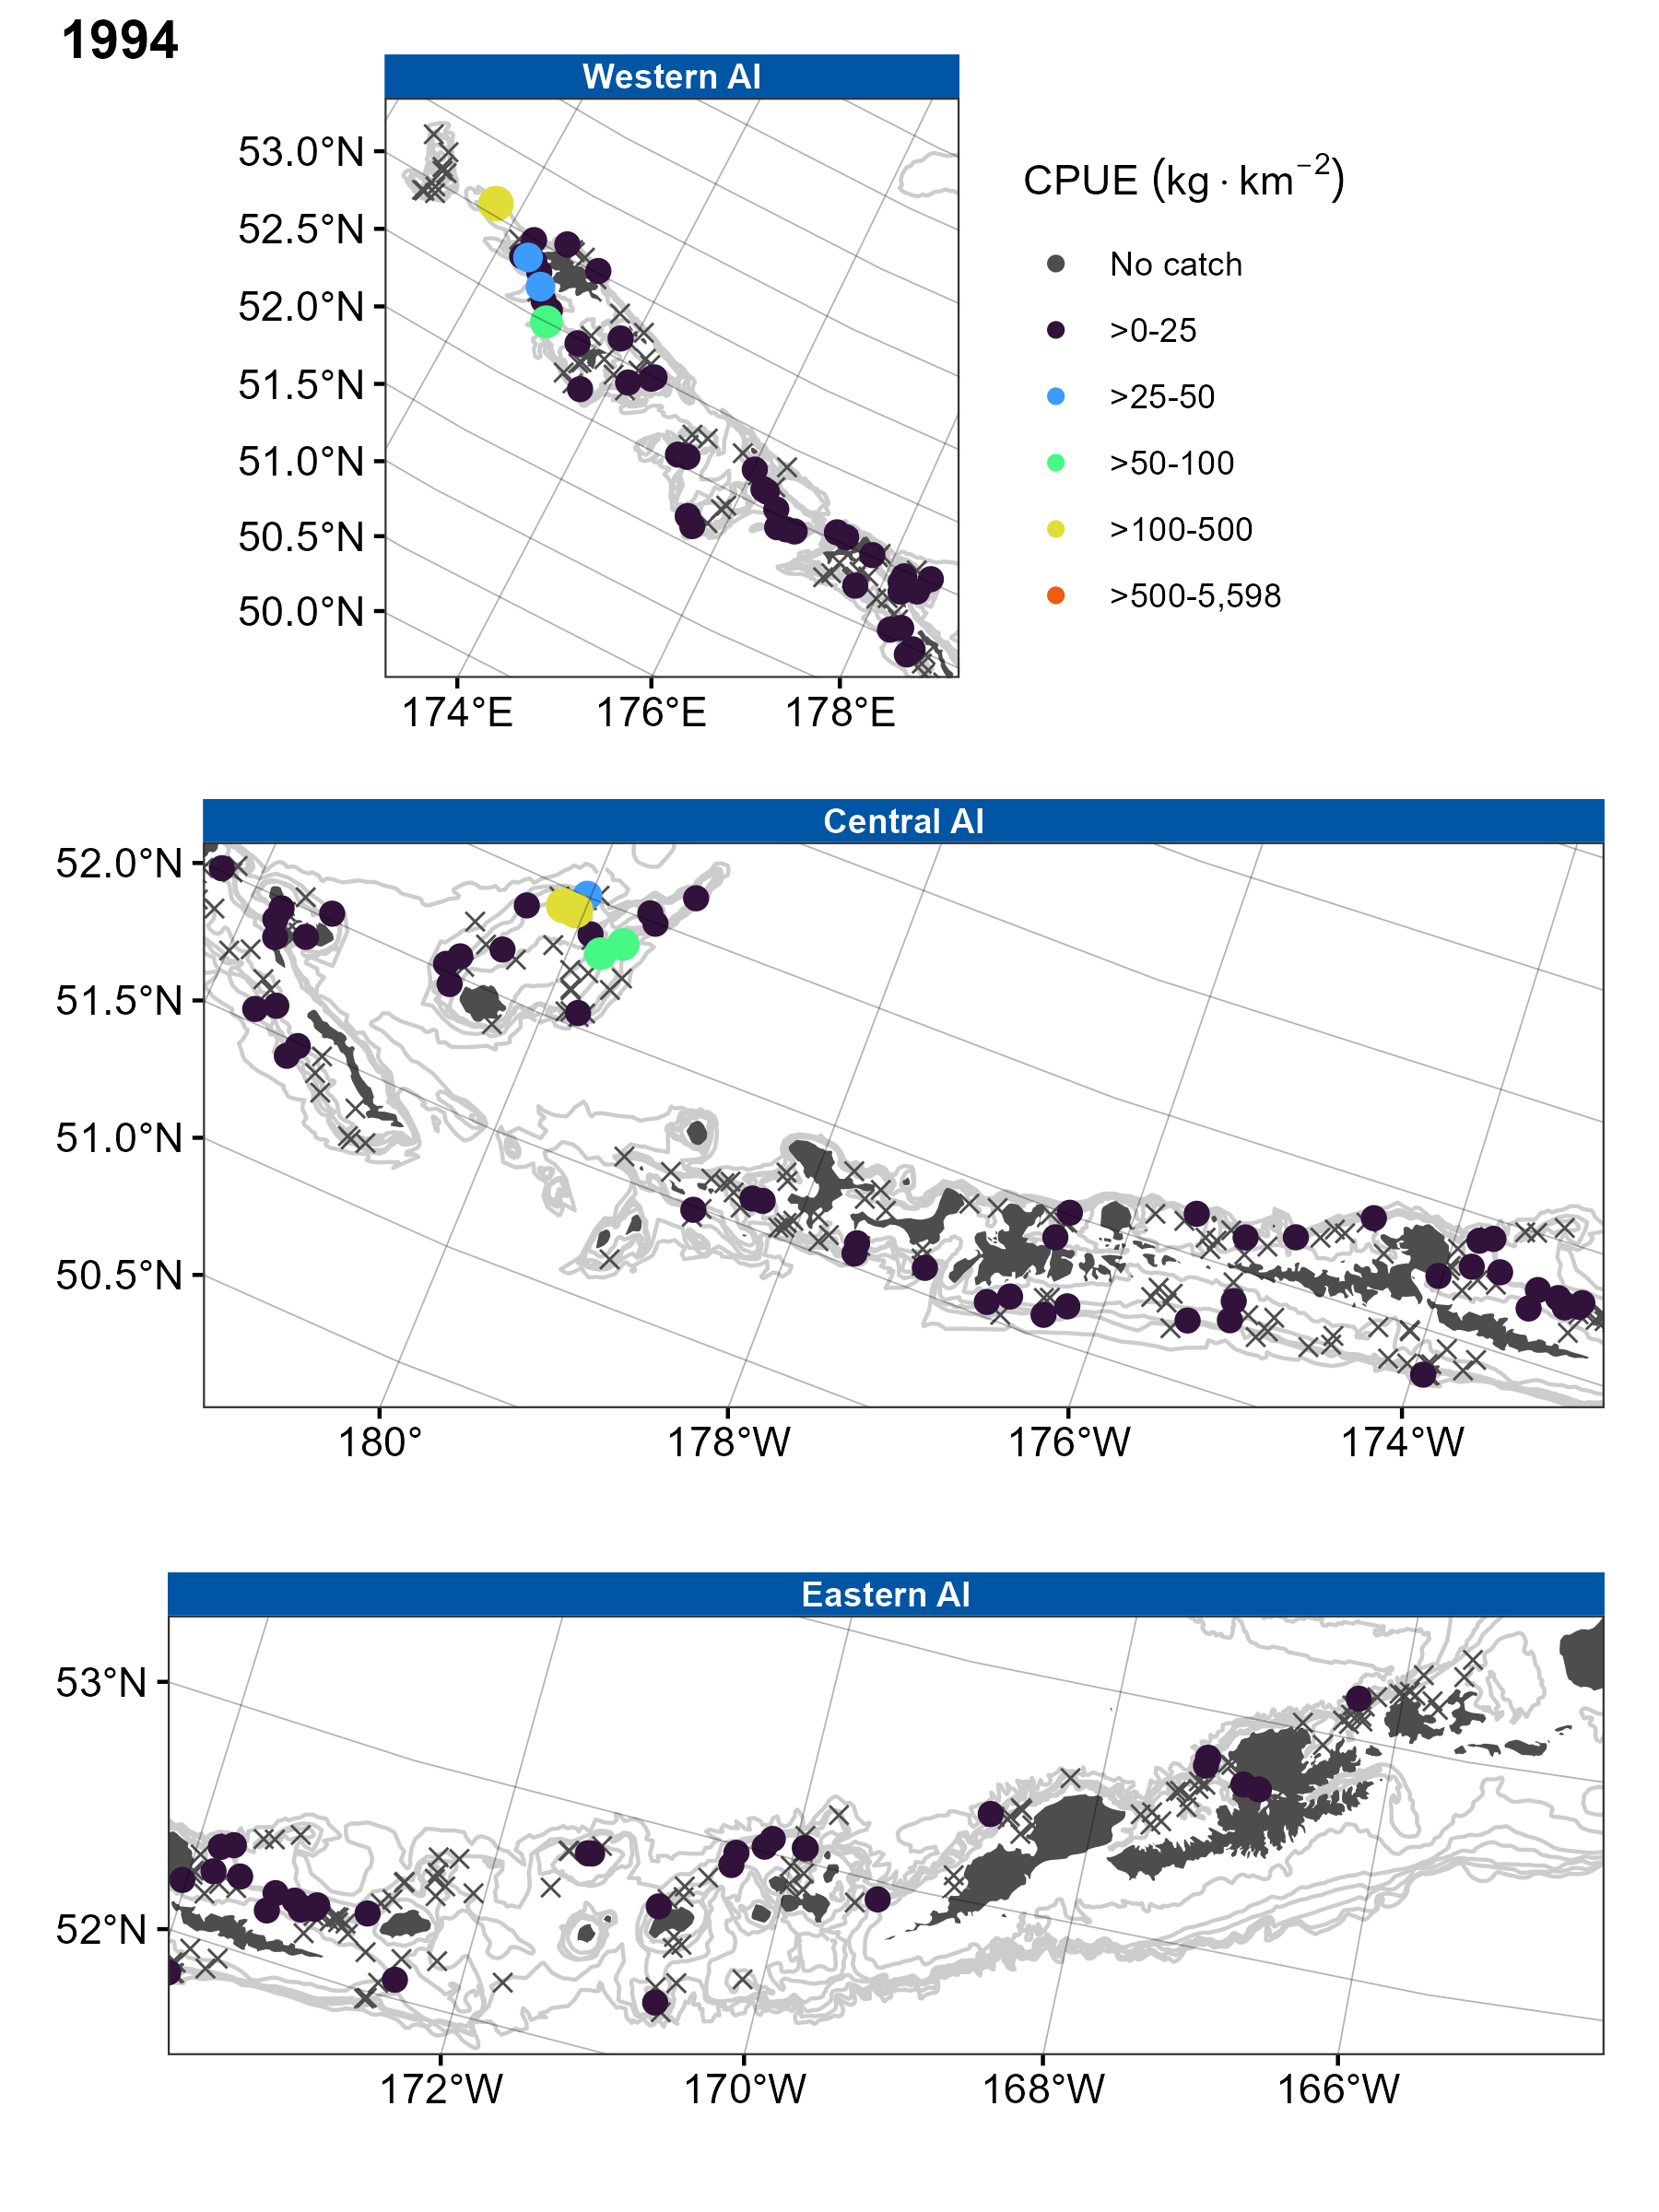 1994
Western AI
53.0°N
52.5°N
52.0°N
51.5°N
51.0°N
50.5°N
50.0°N
174°E 176°E 178°E
CPUE (kg · km⁻²)
No catch
>0-25
>25-50
>50-100
>100-500
>500-5,598
Central AI
52.0°N
51.5°N
51.0°N
50.5°N
180° 178°W 176°W 174°W
Eastern AI
53°N
52°N
172°W 170°W 168°W 166°W